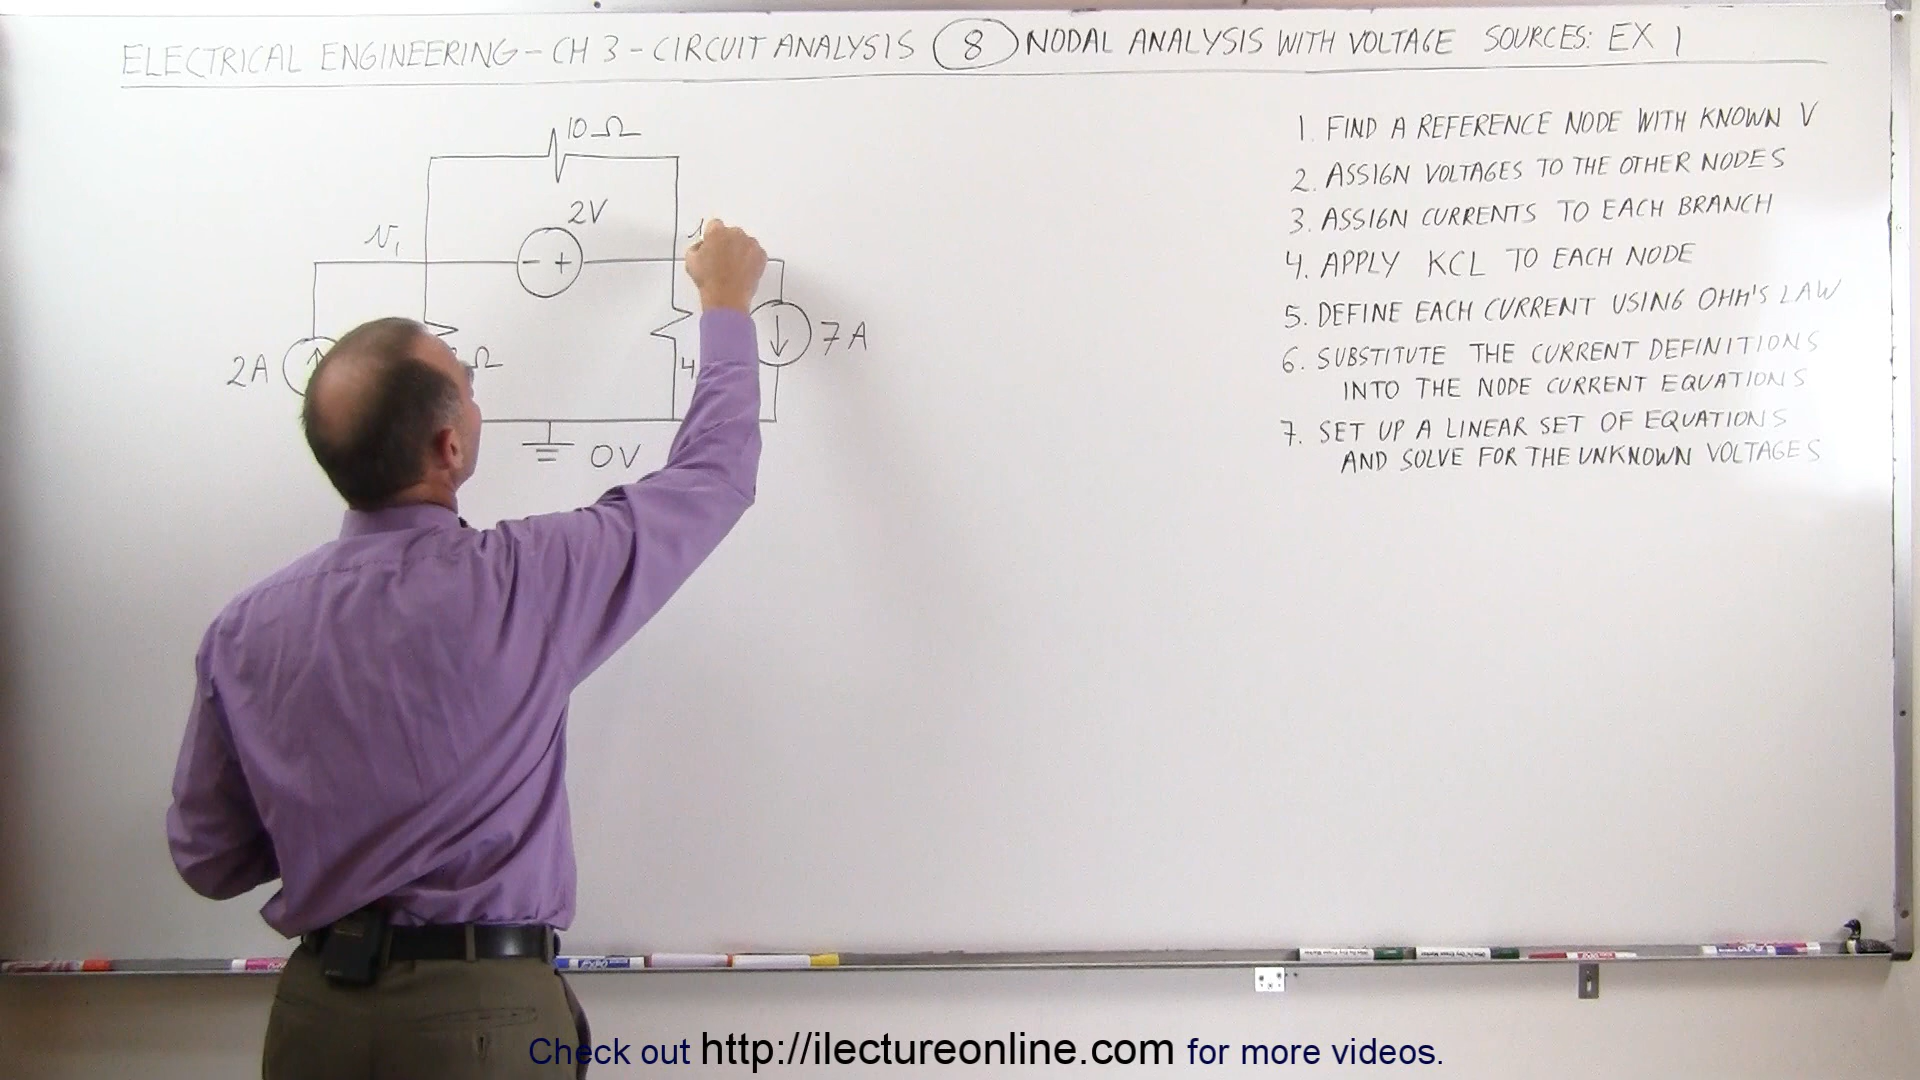 ELECTRICAL ENGINEERING - CH 3 - CIRCUIT ANALYSIS 8 NODAL ANALYSIS WITH VOLTAGE SOURCES: EX 1
10 Ω
2V
v₁
2A
Ω
4
7A
0V
1. FIND A REFERENCE NODE WITH KNOWN V
2. ASSIGN VOLTAGES TO THE OTHER NODES
3. ASSIGN CURRENTS TO EACH BRANCH
4. APPLY KCL TO EACH NODE
5. DEFINE EACH CURRENT USING OHM'S LAW
6. SUBSTITUTE THE CURRENT DEFINITIONS
INTO THE NODE CURRENT EQUATIONS
7. SET UP A LINEAR SET OF EQUATIONS
AND SOLVE FOR THE UNKNOWN VOLTAGES
Check out http://ilectureonline.com for more videos.